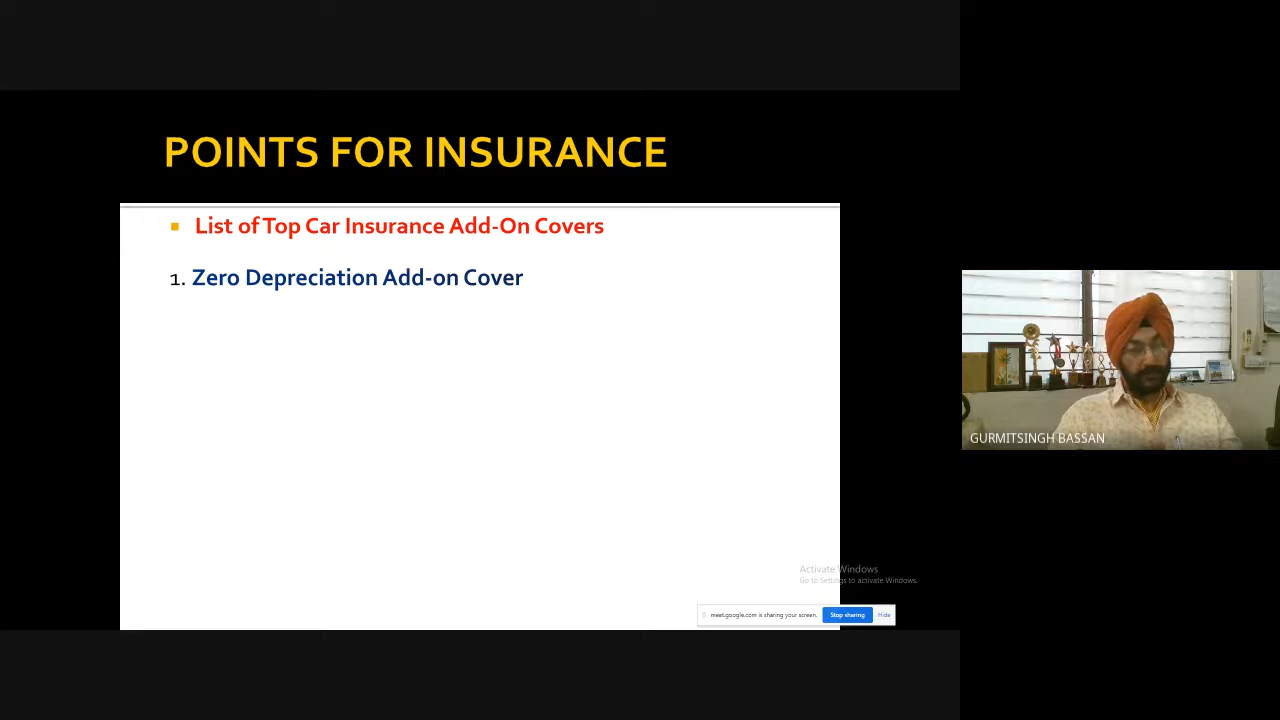 POINTS FOR INSURANCE
List of Top Car Insurance Add-On Covers
1. Zero Depreciation Add-on Cover
GURMITSINGH BASSAN
Activate Windows
Go to Settings to activate Windows.
meet.google.com is sharing your screen.
Stop sharing
Hide